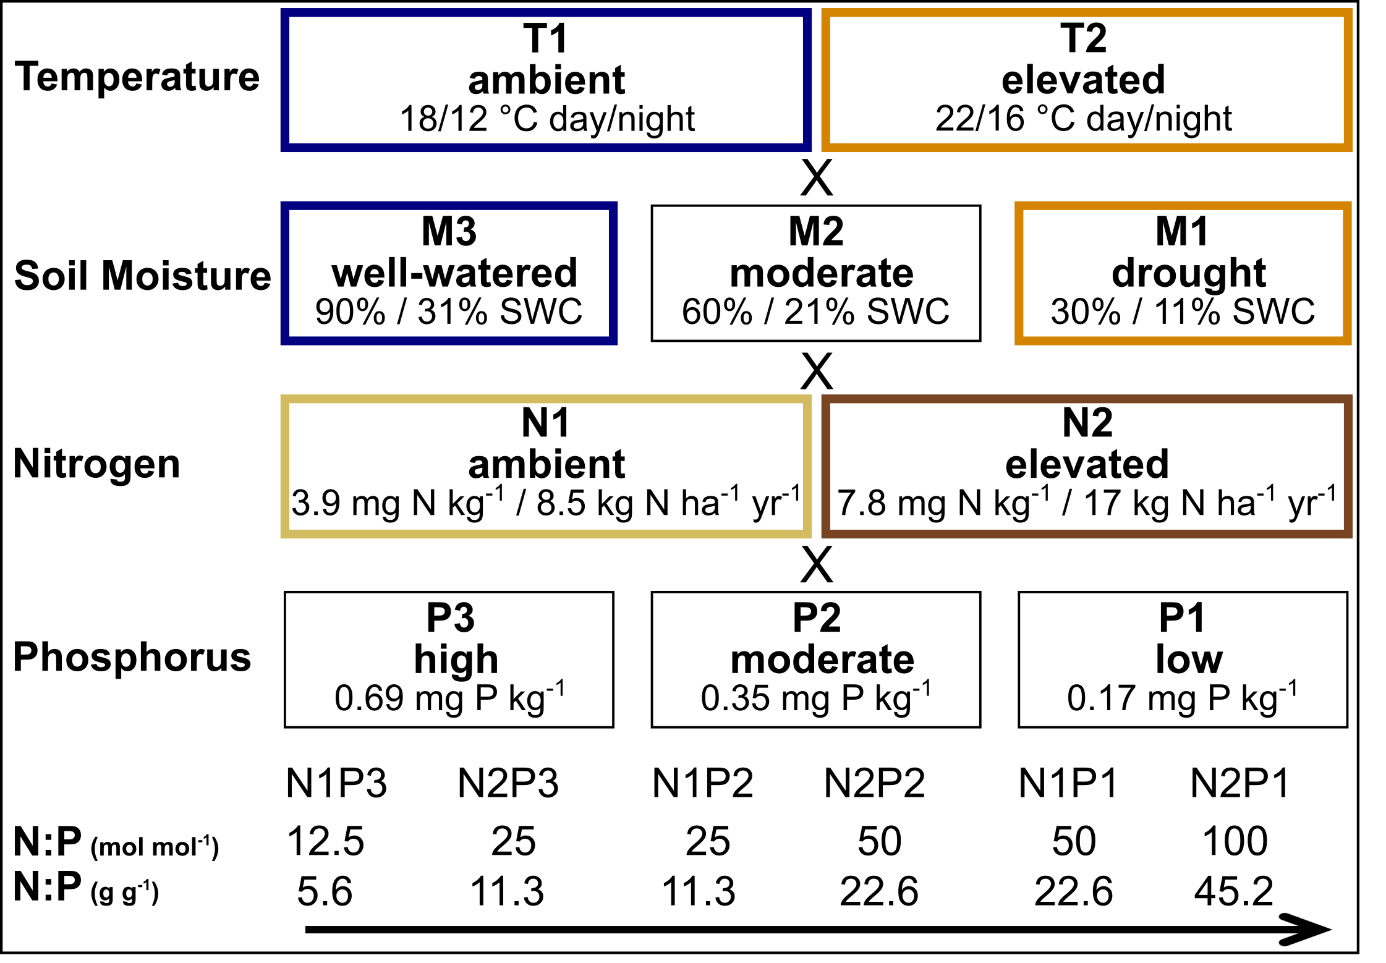 Temperature
T1
ambient
18/12 °C day/night
T2
elevated
22/16 °C day/night
X
Soil Moisture
M3
well-watered
90% / 31% SWC
M2
moderate
60% / 21% SWC
M1
drought
30% / 11% SWC
X
Nitrogen
N1
ambient
3.9 mg N kg⁻¹ / 8.5 kg N ha⁻¹ yr⁻¹
N2
elevated
7.8 mg N kg⁻¹ / 17 kg N ha⁻¹ yr⁻¹
X
Phosphorus
P3
high
0.69 mg P kg⁻¹
P2
moderate
0.35 mg P kg⁻¹
P1
low
0.17 mg P kg⁻¹
N1P3 N2P3 N1P2 N2P2 N1P1 N2P1
N:P (mol mol⁻¹) 12.5 25 25 50 50 100
N:P (g g⁻¹) 5.6 11.3 11.3 22.6 22.6 45.2